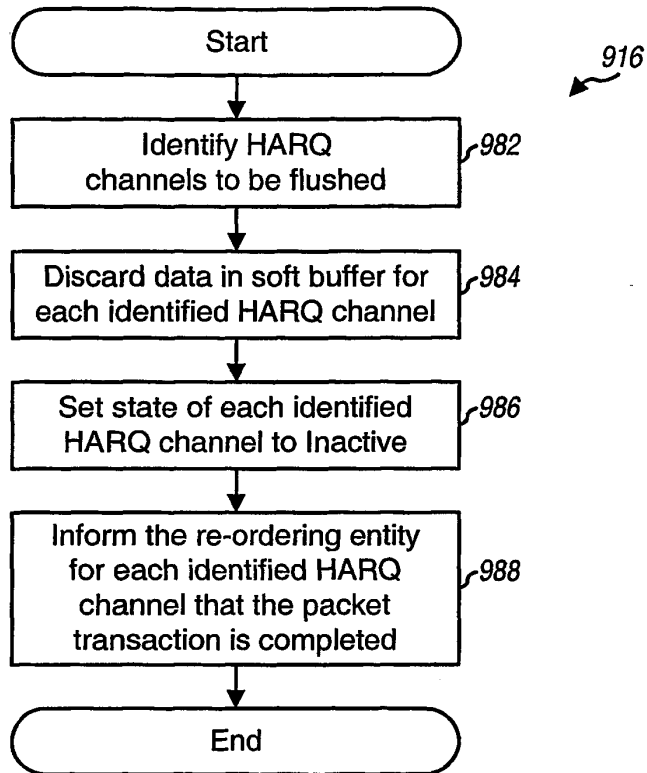 Start
916
Identify HARQ
channels to be flushed
982
Discard data in soft buffer for
each identified HARQ channel
984
Set state of each identified
HARQ channel to Inactive
986
Inform the re-ordering entity
for each identified HARQ
channel that the packet
transaction is completed
988
End